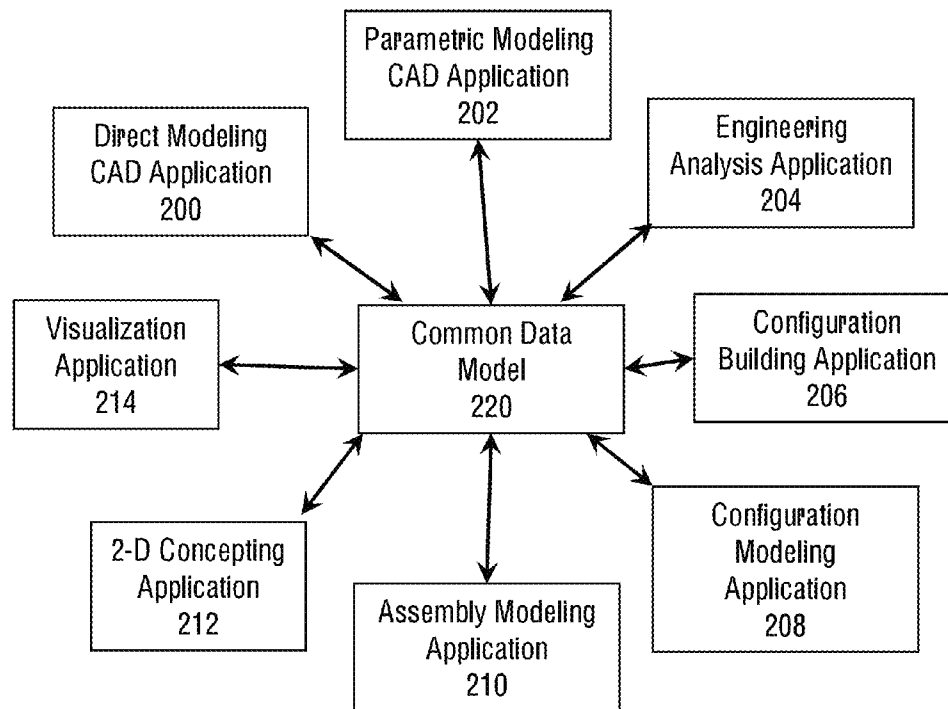 Parametric Modeling
CAD Application
202
Direct Modeling
CAD Application
200
Engineering
Analysis Application
204
Visualization
Application
214
Common Data
Model
220
Configuration
Building Application
206
2-D Concepting
Application
212
Assembly Modeling
Application
210
Configuration
Modeling
Application
208